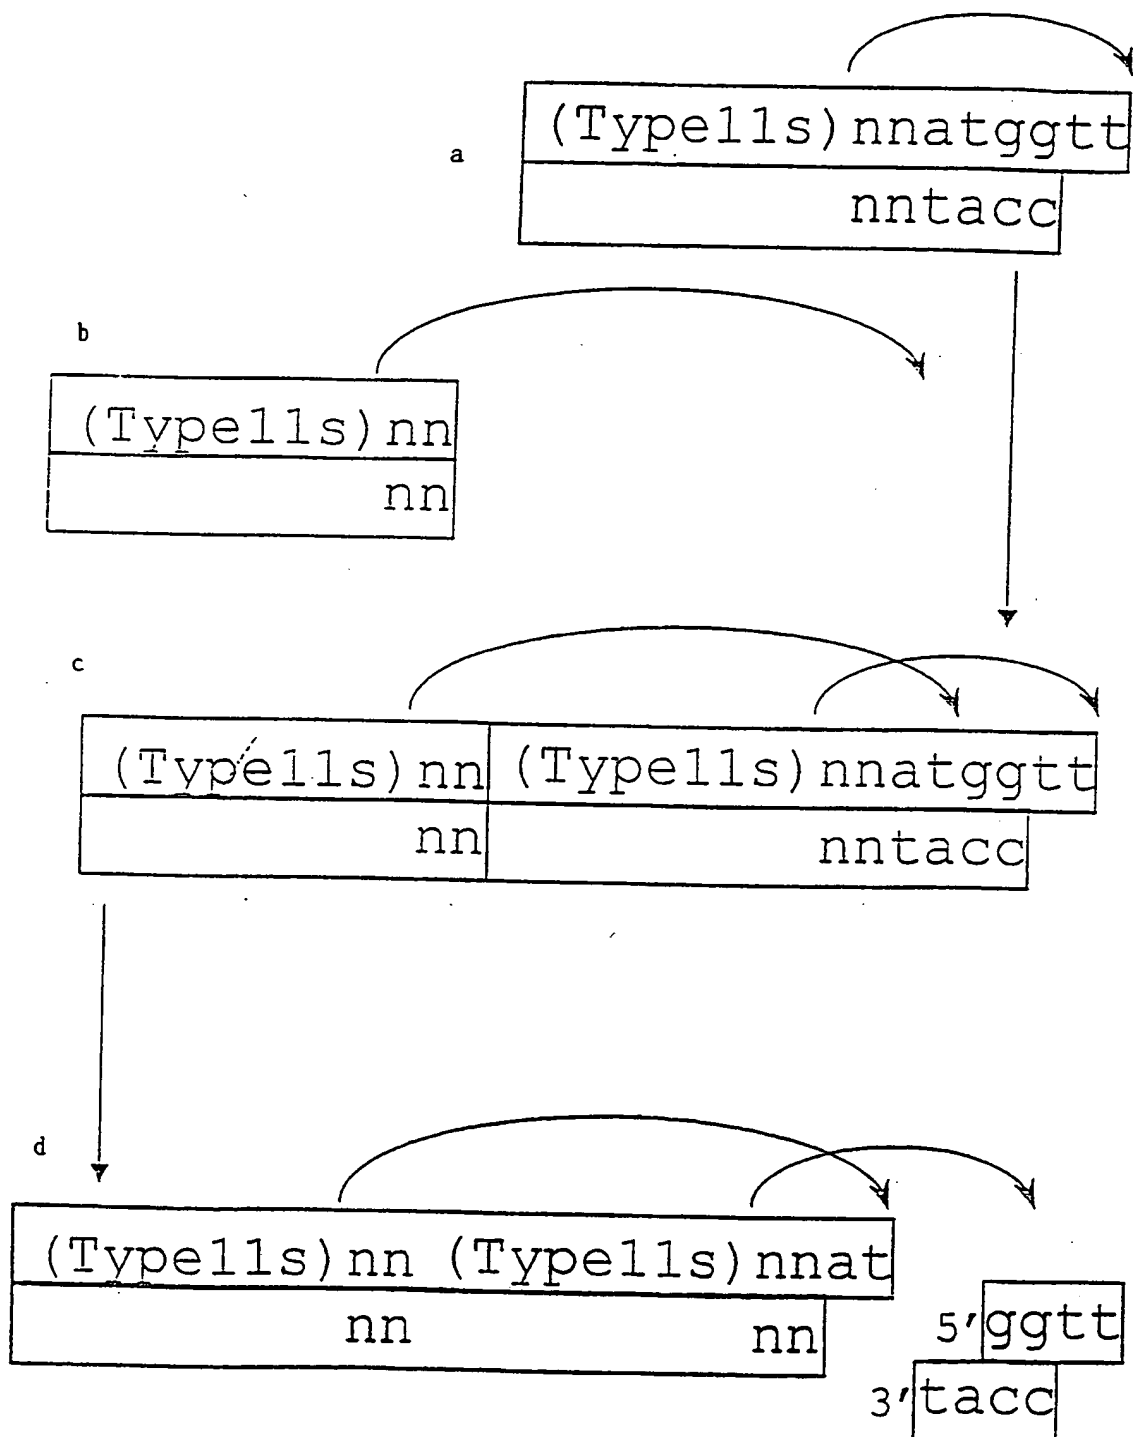 a
(Type11s)nnatggtt
nntacc
b
(Type11s)nn
nn
c
(Type11s)nn (Type11s)nnatggtt
nn nntacc
d
(Type11s)nn (Type11s)nnat
nn nn
5'ggtt
3'tacc